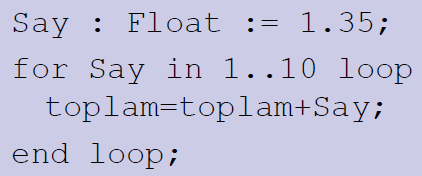 Say : Float := 1.35;
for Say in 1..10 loop
toplam=toplam+Say;
end loop;